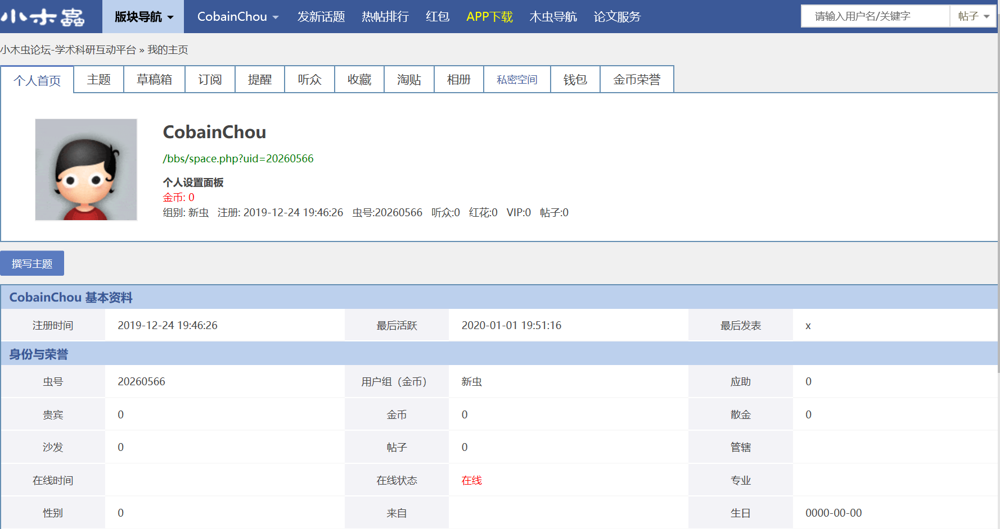 小木蟲 版块导航 CobainChou 发新话题 热帖排行 红包 APP下载 木虫导航 论文服务 请输入用户名/关键字 帖子
小木虫论坛-学术科研互动平台 » 我的主页
个人首页 主题 草稿箱 订阅 提醒 听众 收藏 淘贴 相册 私密空间 钱包 金币荣誉
CobainChou
/bbs/space.php?uid=20260566
个人设置面板
金币: 0
组别: 新虫 注册: 2019-12-24 19:46:26 虫号:20260566 听众:0 红花:0 VIP:0 帖子:0
撰写主题
CobainChou 基本资料
注册时间 2019-12-24 19:46:26 最后活跃 2020-01-01 19:51:16 最后发表 x
身份与荣誉
虫号 20260566 用户组（金币） 新虫 应助 0
贵宾 0 金币 0 散金 0
沙发 0 帖子 0 管辖
在线时间 在线状态 在线 专业
性别 0 来自 生日 0000-00-00